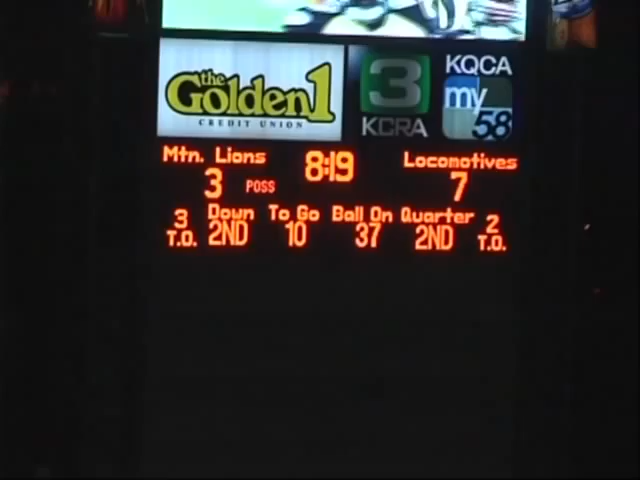 the
Golden1
CREDIT UNION
3
KCRA
KQCA
my
58
Mtn. Lions 8:19 Locomotives
3 POSS 7
3 Down To Go Ball On Quarter 2
T.O. 2ND 10 37 2ND T.O.